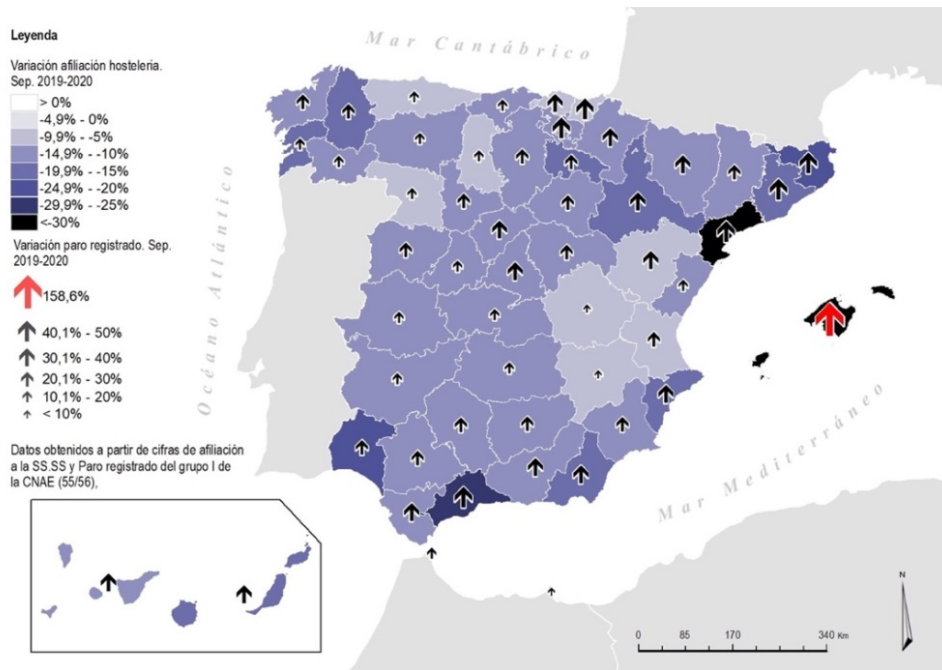 Leyenda
Variación afiliación hosteleria.
Sep. 2019-2020
> 0%
-4,9% - 0%
-9,9% - -5%
-14,9% - -10%
-19,9% - -15%
-24,9% - -20%
-29,9% - -25%
<-30%
Variación paro registrado. Sep.
2019-2020
158,6%
40,1% - 50%
30,1% - 40%
20,1% - 30%
10,1% - 20%
< 10%
Datos obtenidos a partir de cifras de afiliación
a la SS.SS y Paro registrado del grupo I de
la CNAE (55/56),
Mar Cantábrico
Océano Atlántico
Mar Mediterráneo
N
0 85 170 340 Km